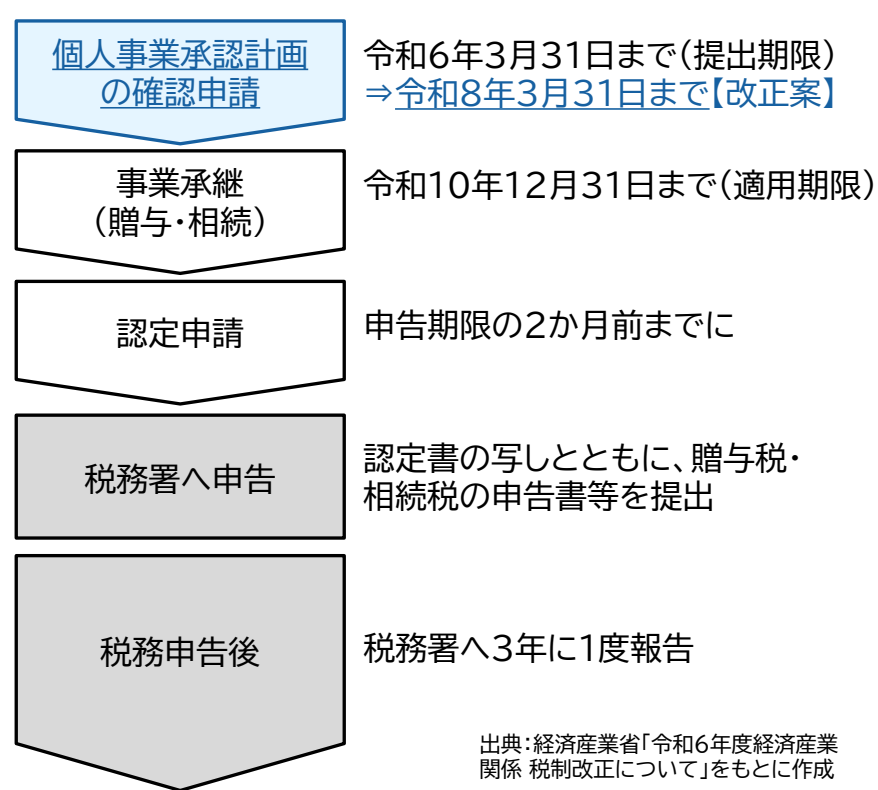 個人事業承認計画
の確認申請
令和6年3月31日まで(提出期限)
⇒令和8年3月31日まで【改正案】
事業承継
(贈与・相続)
令和10年12月31日まで(適用期限)
認定申請
申告期限の2か月前までに
税務署へ申告
認定書の写しとともに、贈与税・
相続税の申告書等を提出
税務申告後
税務署へ3年に1度報告
出典:経済産業省「令和6年度経済産業
関係 税制改正について」をもとに作成